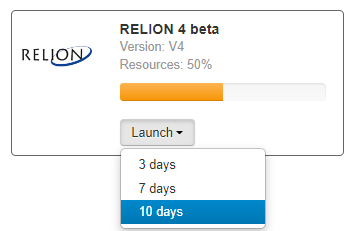 RELION
RELION 4 beta
Version: V4
Resources: 50%
Launch
3 days
7 days
10 days